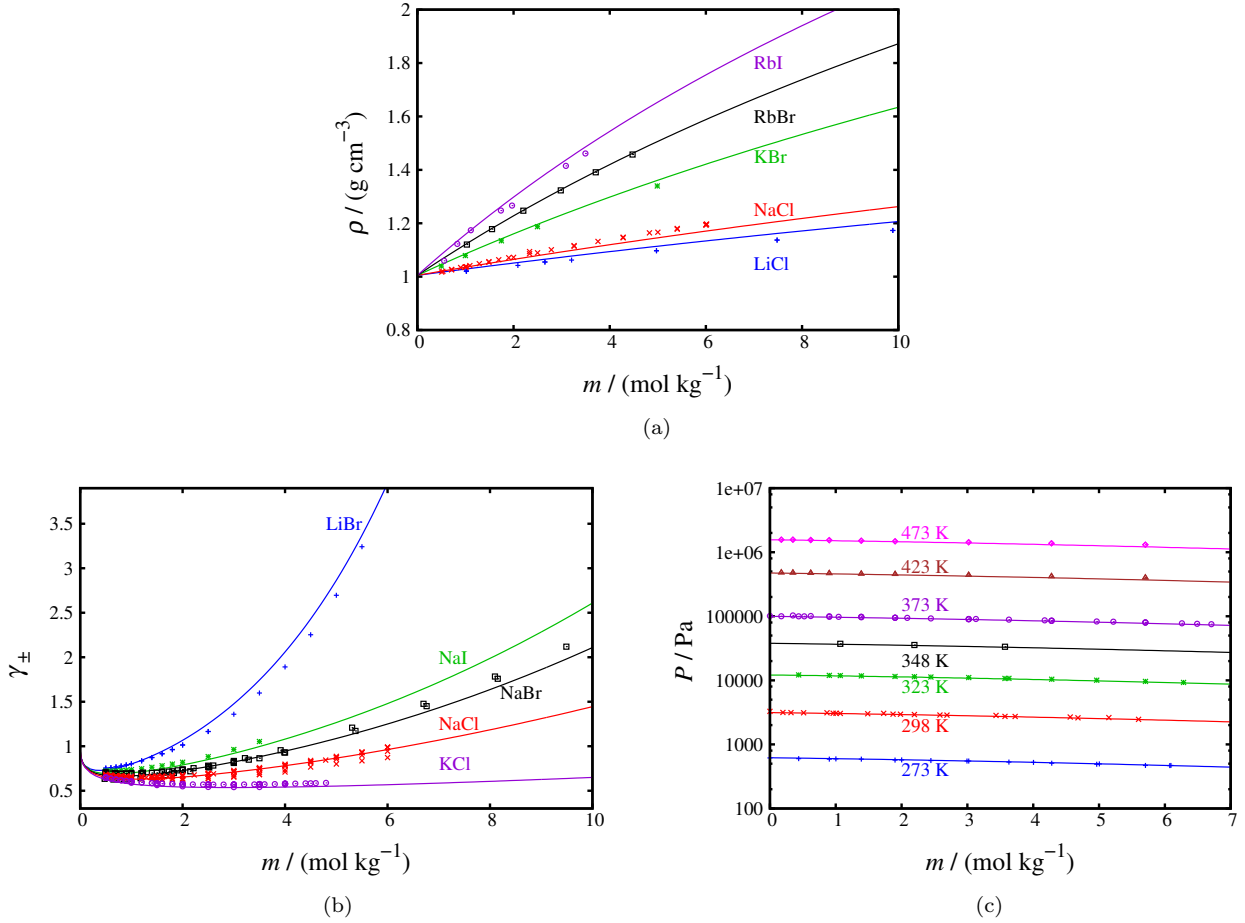 2
1.8
1.6
1.4
1.2
1
0.8
ρ / (g cm⁻³)
RbI
RbBr
KBr
NaCl
LiCl
0 2 4 6 8 10
m / (mol kg⁻¹)
(a)
3.5
3
2.5
2
1.5
1
0.5
γ±
LiBr
NaI
NaBr
NaCl
KCl
0 2 4 6 8 10
m / (mol kg⁻¹)
(b)
1e+07
1e+06
100000
10000
1000
100
P / Pa
473 K
423 K
373 K
348 K
323 K
298 K
273 K
0 1 2 3 4 5 6 7
m / (mol kg⁻¹)
(c)